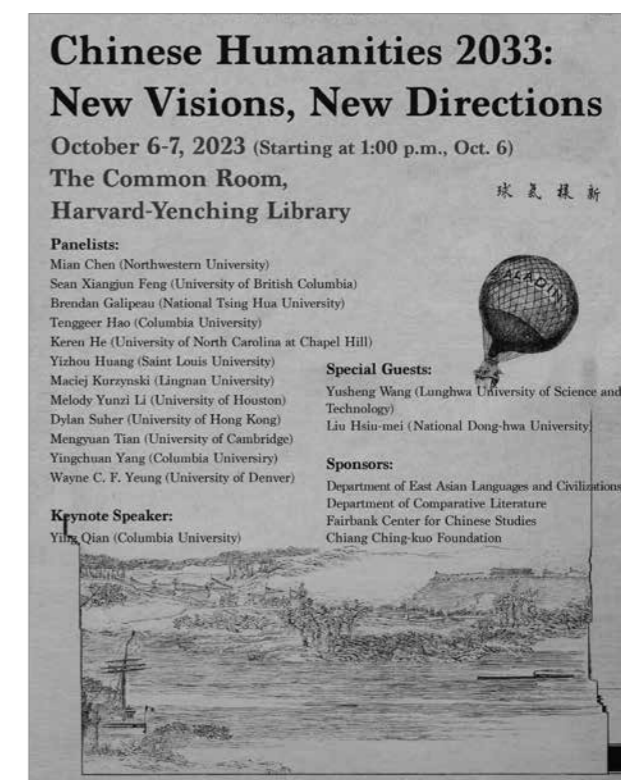 Chinese Humanities 2033:
New Visions, New Directions
October 6-7, 2023 (Starting at 1:00 p.m., Oct. 6)
The Common Room,
Harvard-Yenching Library
球氣樣新
Panelists:
Mian Chen (Northwestern University)
Sean Xiangjun Feng (University of British Columbia)
Brendan Galipeau (National Tsing Hua University)
Tenggeer Hao (Columbia University)
Keren He (University of North Carolina at Chapel Hill)
Yizhou Huang (Saint Louis University)
Maciej Kurzynski (Lingnan University)
Melody Yunzi Li (University of Houston)
Dylan Suher (University of Hong Kong)
Mengyuan Tian (University of Cambridge)
Yingchuan Yang (Columbia Universiry)
Wayne C. F. Yeung (University of Denver)
Keynote Speaker:
Ying Qian (Columbia University)
ALADIN
Special Guests:
Yusheng Wang (Lunghwa University of Science and
Technology)
Liu Hsiu-mei (National Dong-hwa University)
Sponsors:
Department of East Asian Languages and Civilizations
Department of Comparative Literature
Fairbank Center for Chinese Studies
Chiang Ching-kuo Foundation